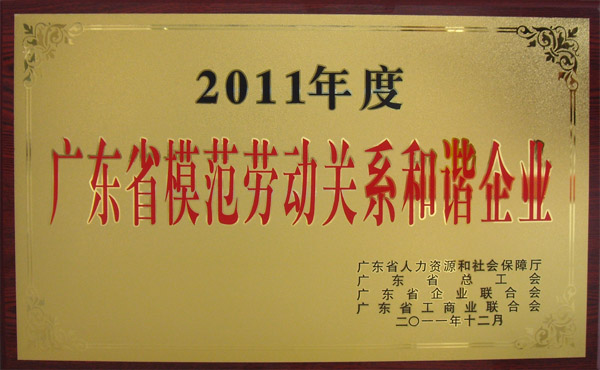 2011年度
广东省模范劳动关系和谐企业
广东省人力资源和社会保障厅
广东省总工会
广东省企业联合会
广东省工商业联合会
二〇一一年十二月